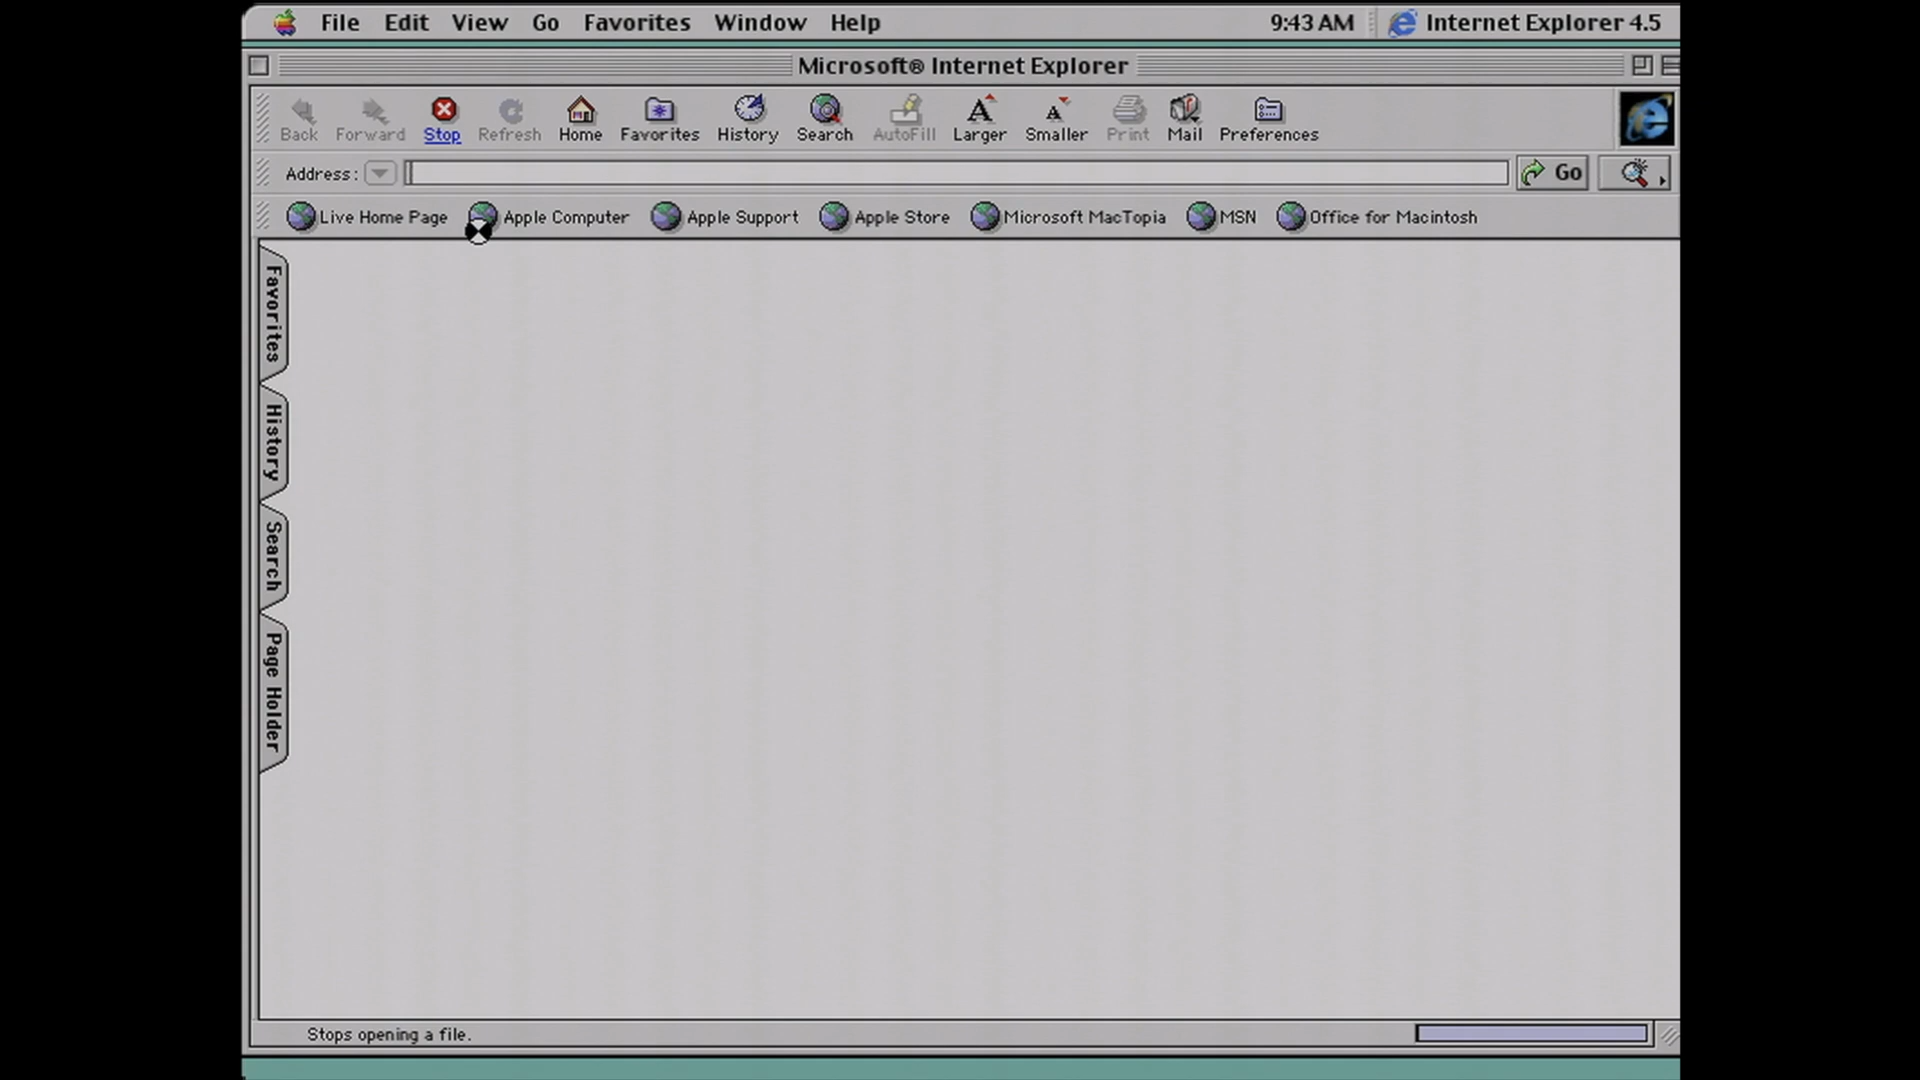 File Edit View Go Favorites Window Help 9:43 AM Internet Explorer 4.5
Microsoft® Internet Explorer
Back Forward Stop Refresh Home Favorites History Search AutoFill Larger Smaller Print Mail Preferences
Address: Go
Live Home Page Apple Computer Apple Support Apple Store Microsoft MacTopia MSN Office for Macintosh
Favorites
History
Search
Page Holder
Stops opening a file.